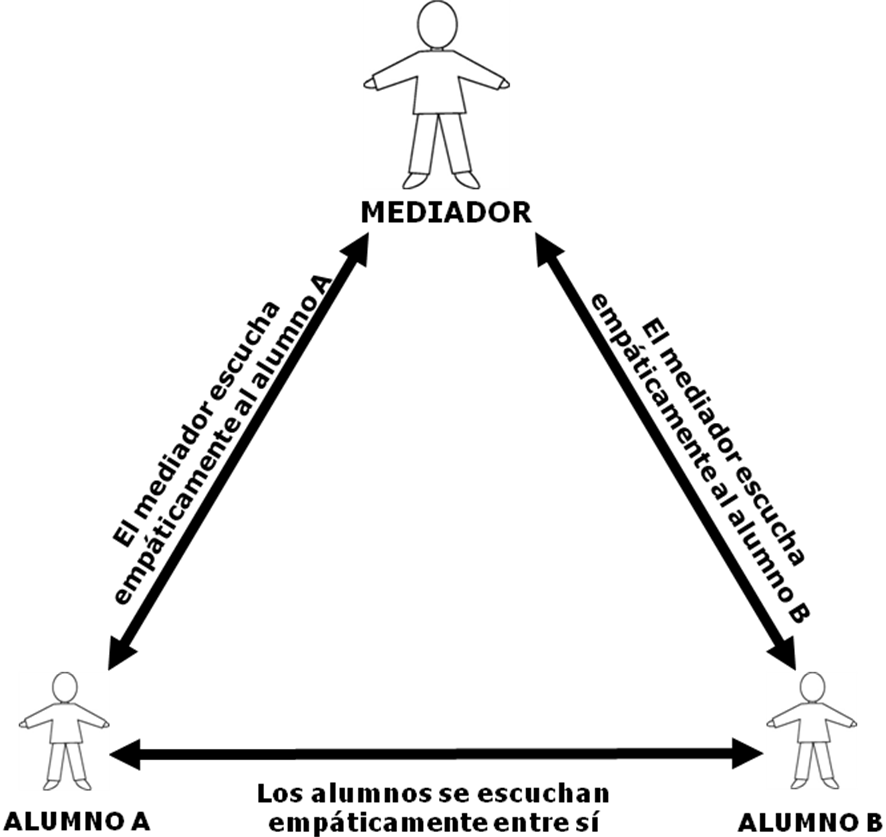 MEDIADOR
El mediador escucha
empáticamente al alumno A
El mediador escucha
empáticamente al alumno B
Los alumnos se escuchan
empáticamente entre sí
ALUMNO A
ALUMNO B